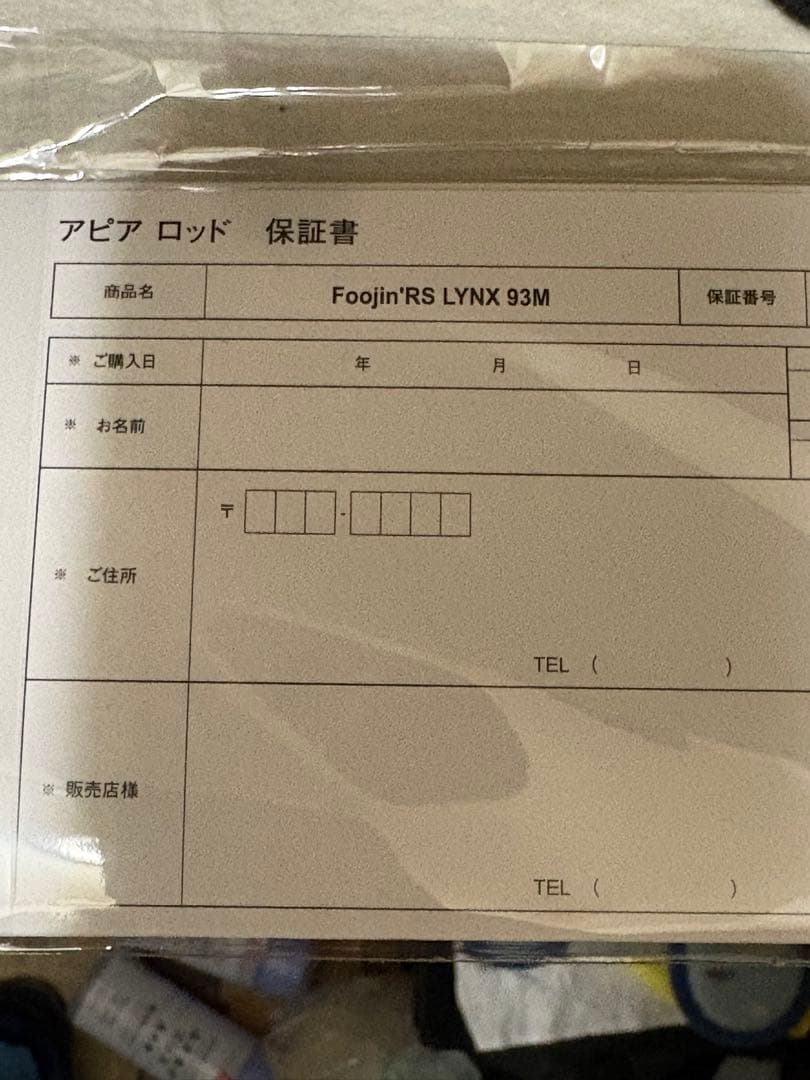 アピア ロッド 保証書
商品名 Foojin'RS LYNX 93M 保証番号
※ ご購入日 年 月 日
※ お名前
〒 -
※ ご住所
TEL ( )
※ 販売店様
TEL ( )